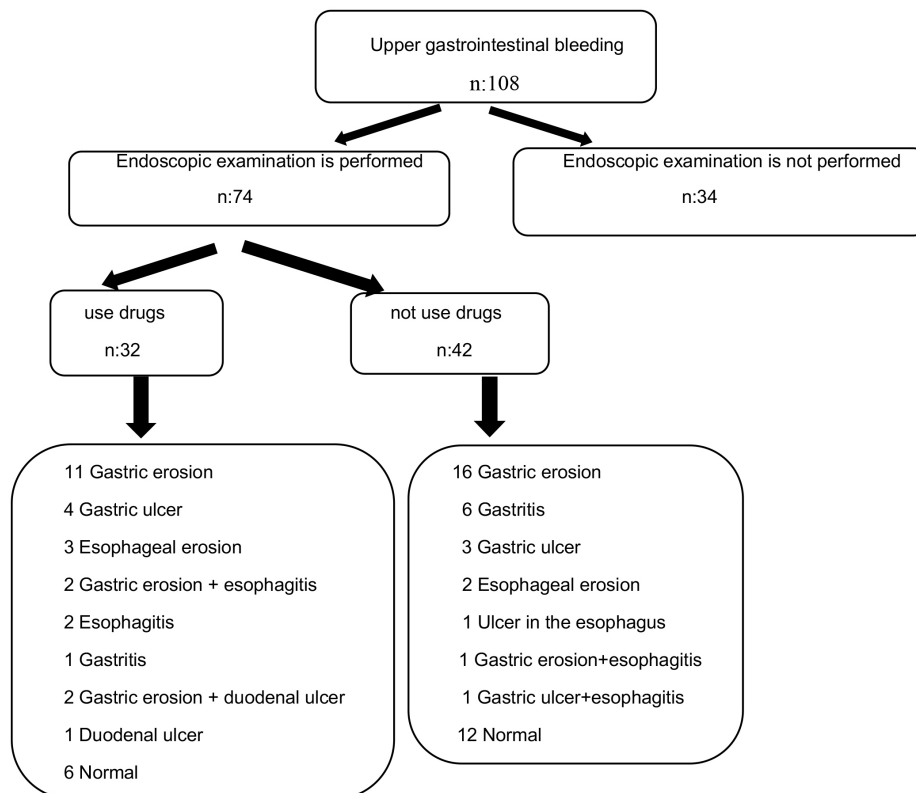 Upper gastrointestinal bleeding
n:108
Endoscopic examination is performed
n:74
Endoscopic examination is not performed
n:34
use drugs
n:32
not use drugs
n:42
11 Gastric erosion
4 Gastric ulcer
3 Esophageal erosion
2 Gastric erosion + esophagitis
2 Esophagitis
1 Gastritis
2 Gastric erosion + duodenal ulcer
1 Duodenal ulcer
6 Normal
16 Gastric erosion
6 Gastritis
3 Gastric ulcer
2 Esophageal erosion
1 Ulcer in the esophagus
1 Gastric erosion+esophagitis
1 Gastric ulcer+esophagitis
12 Normal